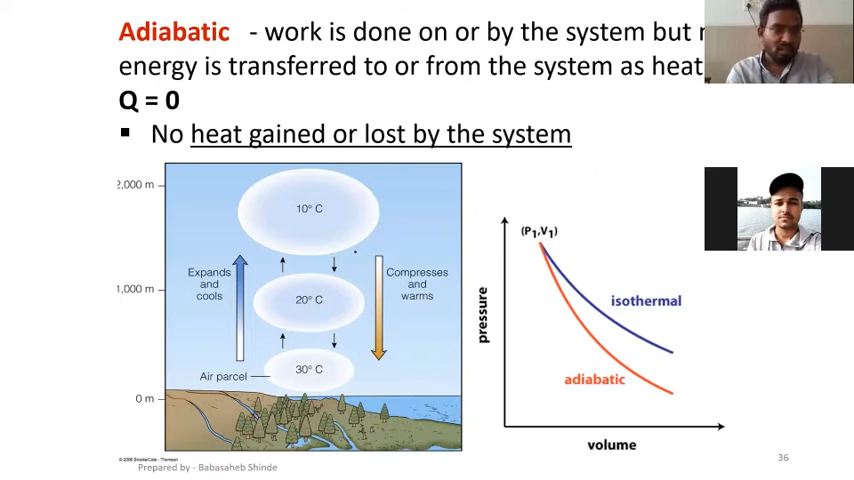 Adiabatic - work is done on or by the system but
energy is transferred to or from the system as heat
Q = 0
▪ No heat gained or lost by the system
2,000 m
10° C
Expands
and
cools
Compresses
and
warms
1,000 m
20° C
Air parcel
30° C
0 m
(P1,V1)
isothermal
adiabatic
pressure
volume
Prepared by - Babasaheb Shinde
36